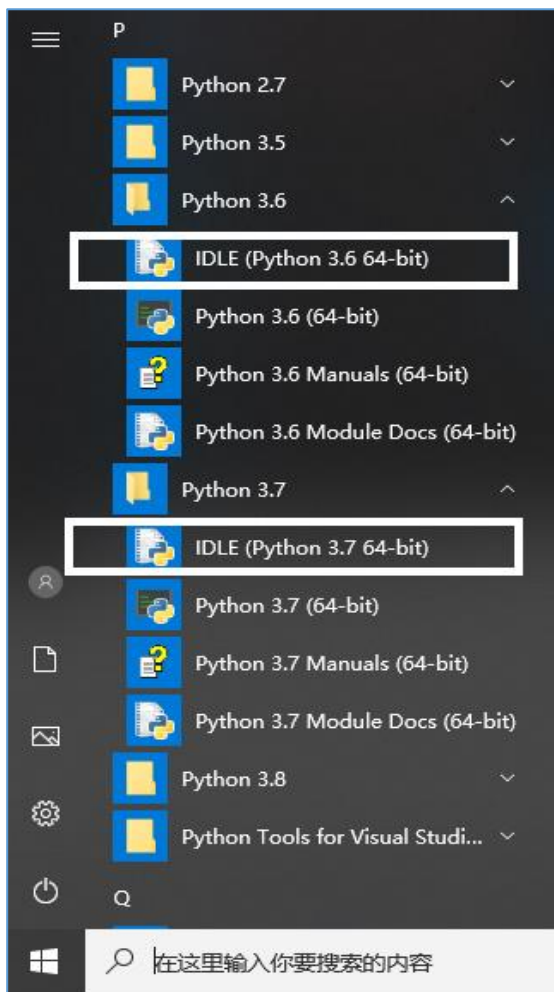 P
Python 2.7
Python 3.5
Python 3.6
IDLE (Python 3.6 64-bit)
Python 3.6 (64-bit)
Python 3.6 Manuals (64-bit)
Python 3.6 Module Docs (64-bit)
Python 3.7
IDLE (Python 3.7 64-bit)
Python 3.7 (64-bit)
Python 3.7 Manuals (64-bit)
Python 3.7 Module Docs (64-bit)
Python 3.8
Python Tools for Visual Studi...
Q
在这里输入你要搜索的内容